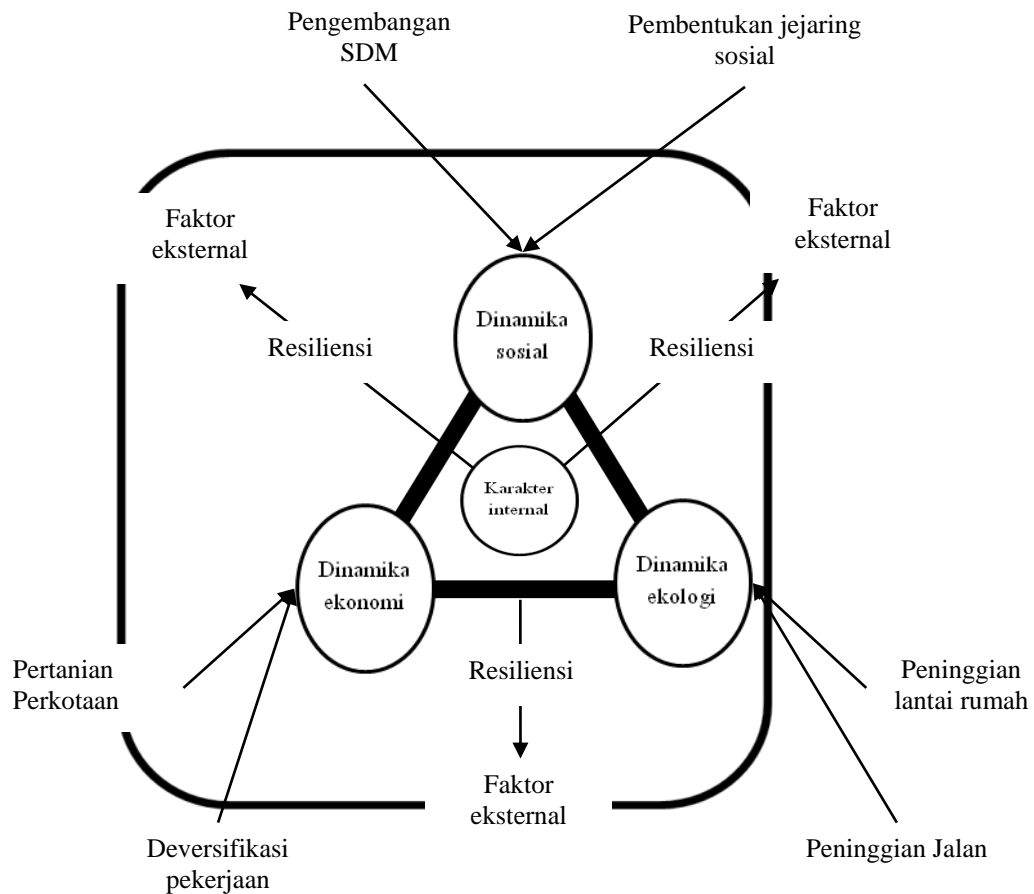 Pengembangan
SDM
Pembentukan jejaring
sosial
Faktor
eksternal
Faktor
eksternal
Dinamika
sosial
Resiliensi
Resiliensi
Karakter
internal
Dinamika
ekonomi
Dinamika
ekologi
Pertanian
Perkotaan
Resiliensi
Peninggian
lantai rumah
Faktor
eksternal
Deversifikasi
pekerjaan
Peninggian Jalan